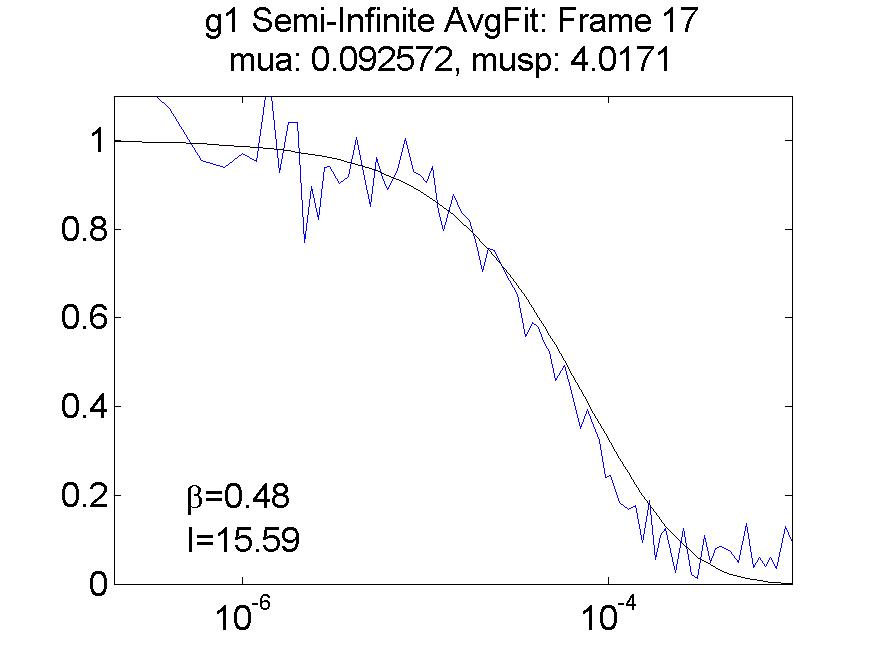 g1 Semi-Infinite AvgFit: Frame 17
mua: 0.092572, musp: 4.0171
1
0.8
0.6
0.4
0.2
0
β=0.48
I=15.59
10^-6
10^-4